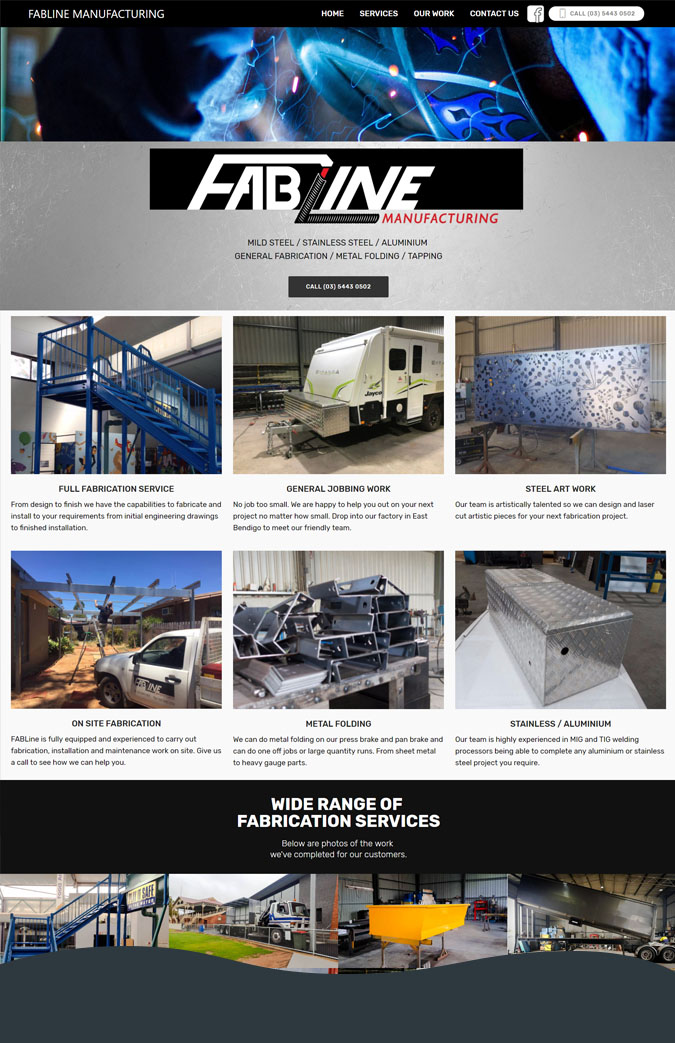 FABLINE MANUFACTURING
HOME SERVICES OUR WORK CONTACT US CALL (03) 5443 0502
FABLINE
MANUFACTURING
MILD STEEL / STAINLESS STEEL / ALUMINIUM
GENERAL FABRICATION / METAL FOLDING / TAPPING
CALL (03) 5443 0502
Jayco
FULL FABRICATION SERVICE
From design to finish we have the capabilities to fabricate and
install to your requirements from initial engineering drawings
to finished installation.
GENERAL JOBBING WORK
No job too small. We are happy to help you out on your next
project no matter how small. Drop into our factory in East
Bendigo to meet our friendly team.
STEEL ART WORK
Our team is artistically talented so we can design and laser
cut artistic pieces for your next fabrication project.
FABLINE
ON SITE FABRICATION
FABLine is fully equipped and experienced to carry out
fabrication, installation and maintenance work on site. Give us
a call to see how we can help you.
METAL FOLDING
We can do metal folding on our press brake and pan brake and
can do one off jobs or large quantity runs. From sheet metal
to heavy gauge parts.
STAINLESS / ALUMINIUM
Our team is highly experienced in MIG and TIG welding
processors being able to complete any aluminium or stainless
steel project you require.
WIDE RANGE OF
FABRICATION SERVICES
Below are photos of the work
we've completed for our customers.
SAFE